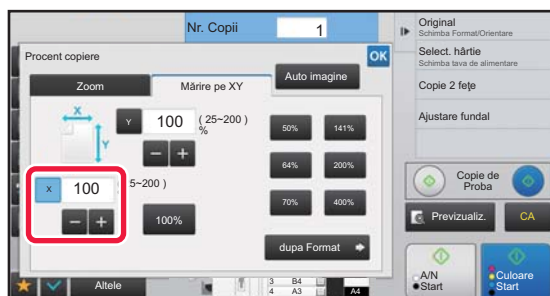 Nr. Copii
1
Procent copiere
OK
Zoom
Mărire pe XY
Auto imagine
X
Y
Y
100
( 25~200 )
%
X
100
5~200 )
100%
50%
141%
64%
200%
70%
400%
dupa Format
Original
Schimba Format/Orientare
Select. hârtie
Schimba tava de alimentare
Copie 2 feţe
Ajustare fundal
Copie de
Proba
Previzualiz.
CA
A/N
Start
Culoare
Start
Altele
3 B4
4 A3
A4